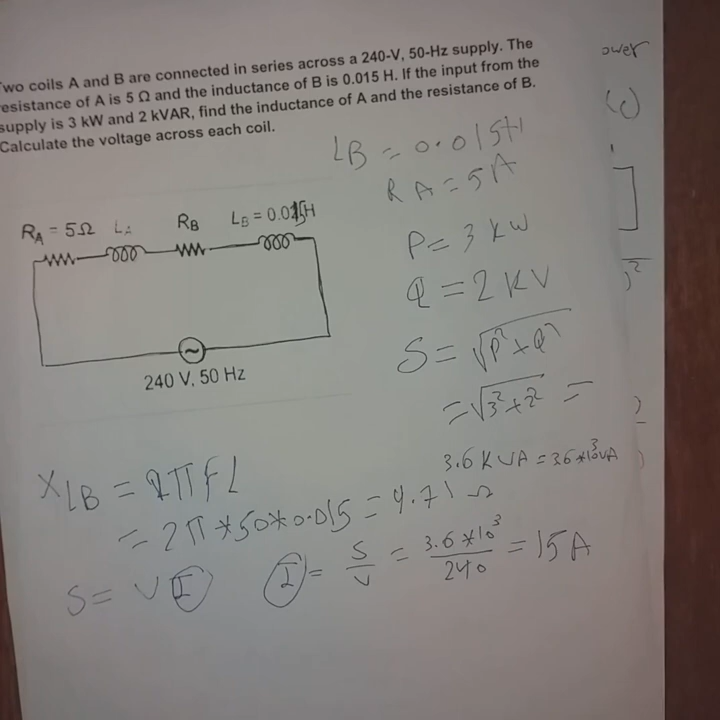 wo coils A and B are connected in series across a 240-V, 50-Hz supply. The
esistance of A is 5 Ω and the inductance of B is 0.015 H. If the input from the
supply is 3 kW and 2 kVAR, find the inductance of A and the resistance of B.
Calculate the voltage across each coil.
ower
(c)
LB = 0.015H
RA = 5A
P = 3 kW
Q = 2 KV
S = √P²+Q²
= √3²+2² =
3.6 KVA = 3.6*10³VA
RA = 5Ω LA RB LB = 0.015H
240 V, 50 Hz
XLB = 2πFL
= 2π*50*0.015 = 4.71 Ω
S = VI I = S/V = 3.6*10³/240 = 15A